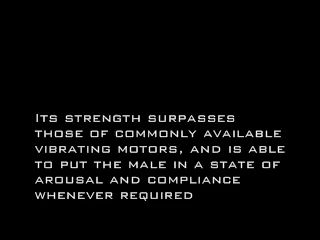 Its strength surpasses
those of commonly available
vibrating motors, and is able
to put the male in a state of
arousal and compliance
whenever required